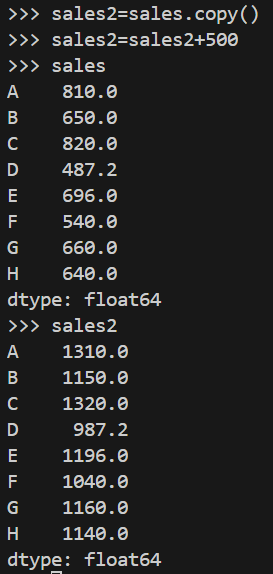 >>> sales2=sales.copy()
>>> sales2=sales2+500
>>> sales
A    810.0
B    650.0
C    820.0
D    487.2
E    696.0
F    540.0
G    660.0
H    640.0
dtype: float64
>>> sales2
A    1310.0
B    1150.0
C    1320.0
D     987.2
E    1196.0
F    1040.0
G    1160.0
H    1140.0
dtype: float64